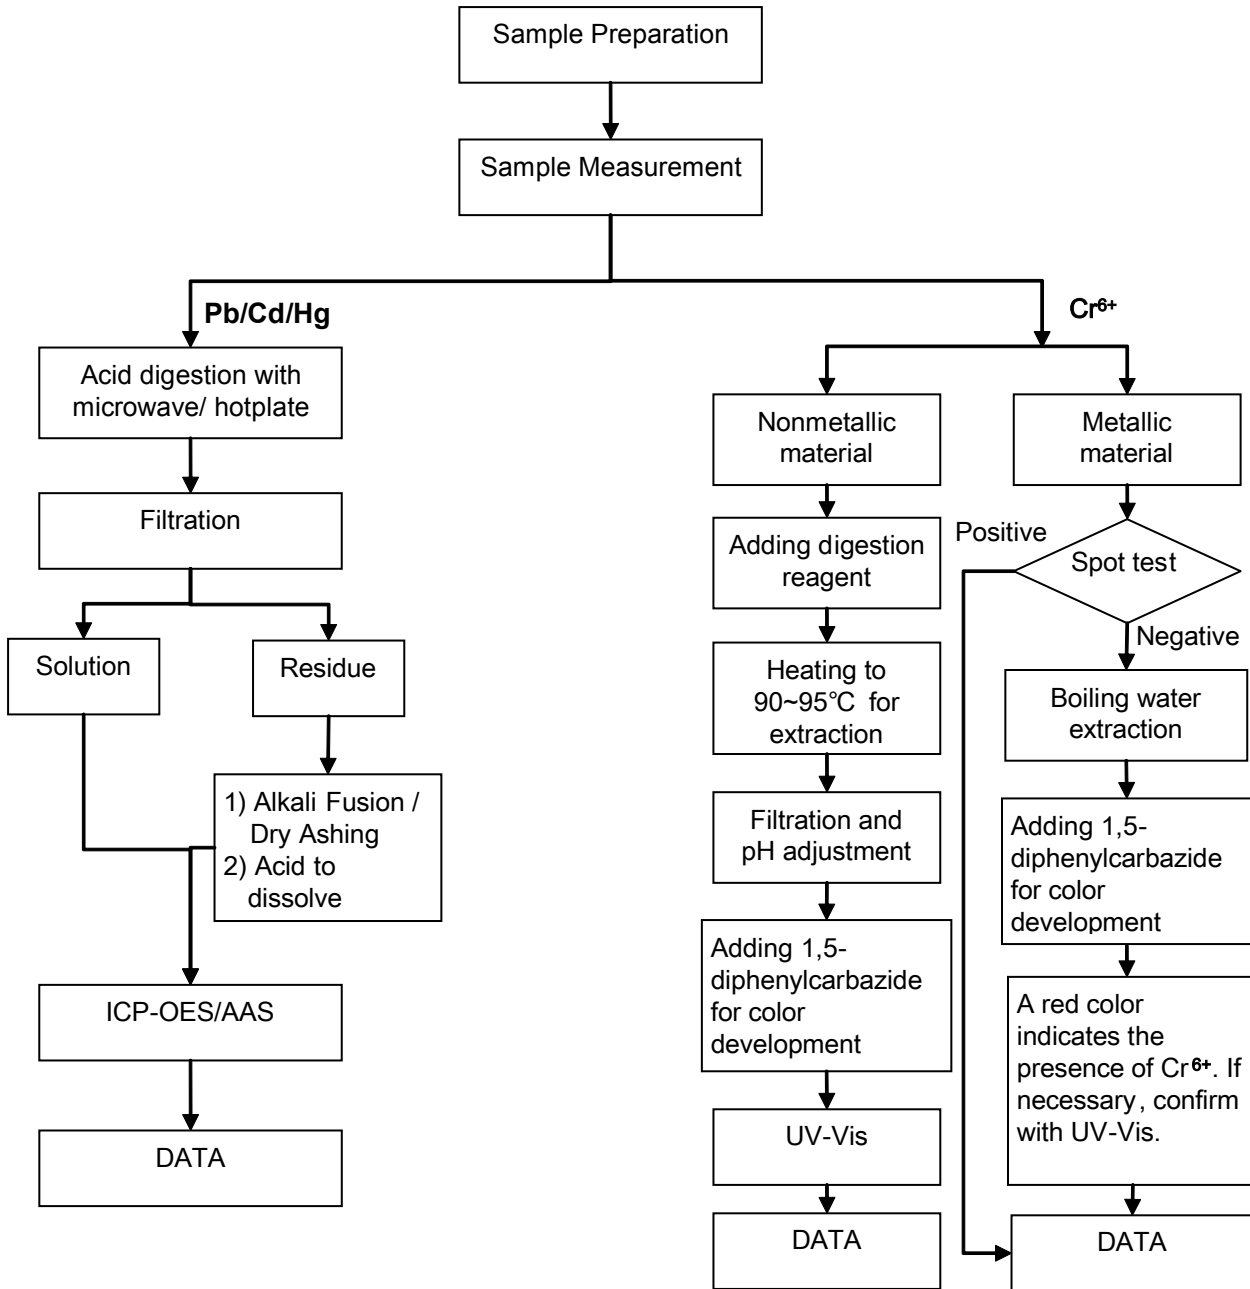 Sample Preparation
Sample Measurement
Pb/Cd/Hg
Acid digestion with
microwave/ hotplate
Filtration
Solution
Residue
1) Alkali Fusion /
Dry Ashing
2) Acid to
dissolve
ICP-OES/AAS
DATA
Cr⁶⁺
Nonmetallic
material
Adding digestion
reagent
Heating to
90~95℃ for
extraction
Filtration and
pH adjustment
Adding 1,5-
diphenylcarbazide
for color
development
UV-Vis
DATA
Metallic
material
Spot test
Positive
Negative
Boiling water
extraction
Adding 1,5-
diphenylcarbazide
for color
development
A red color
indicates the
presence of Cr⁶⁺. If
necessary, confirm
with UV-Vis.
DATA